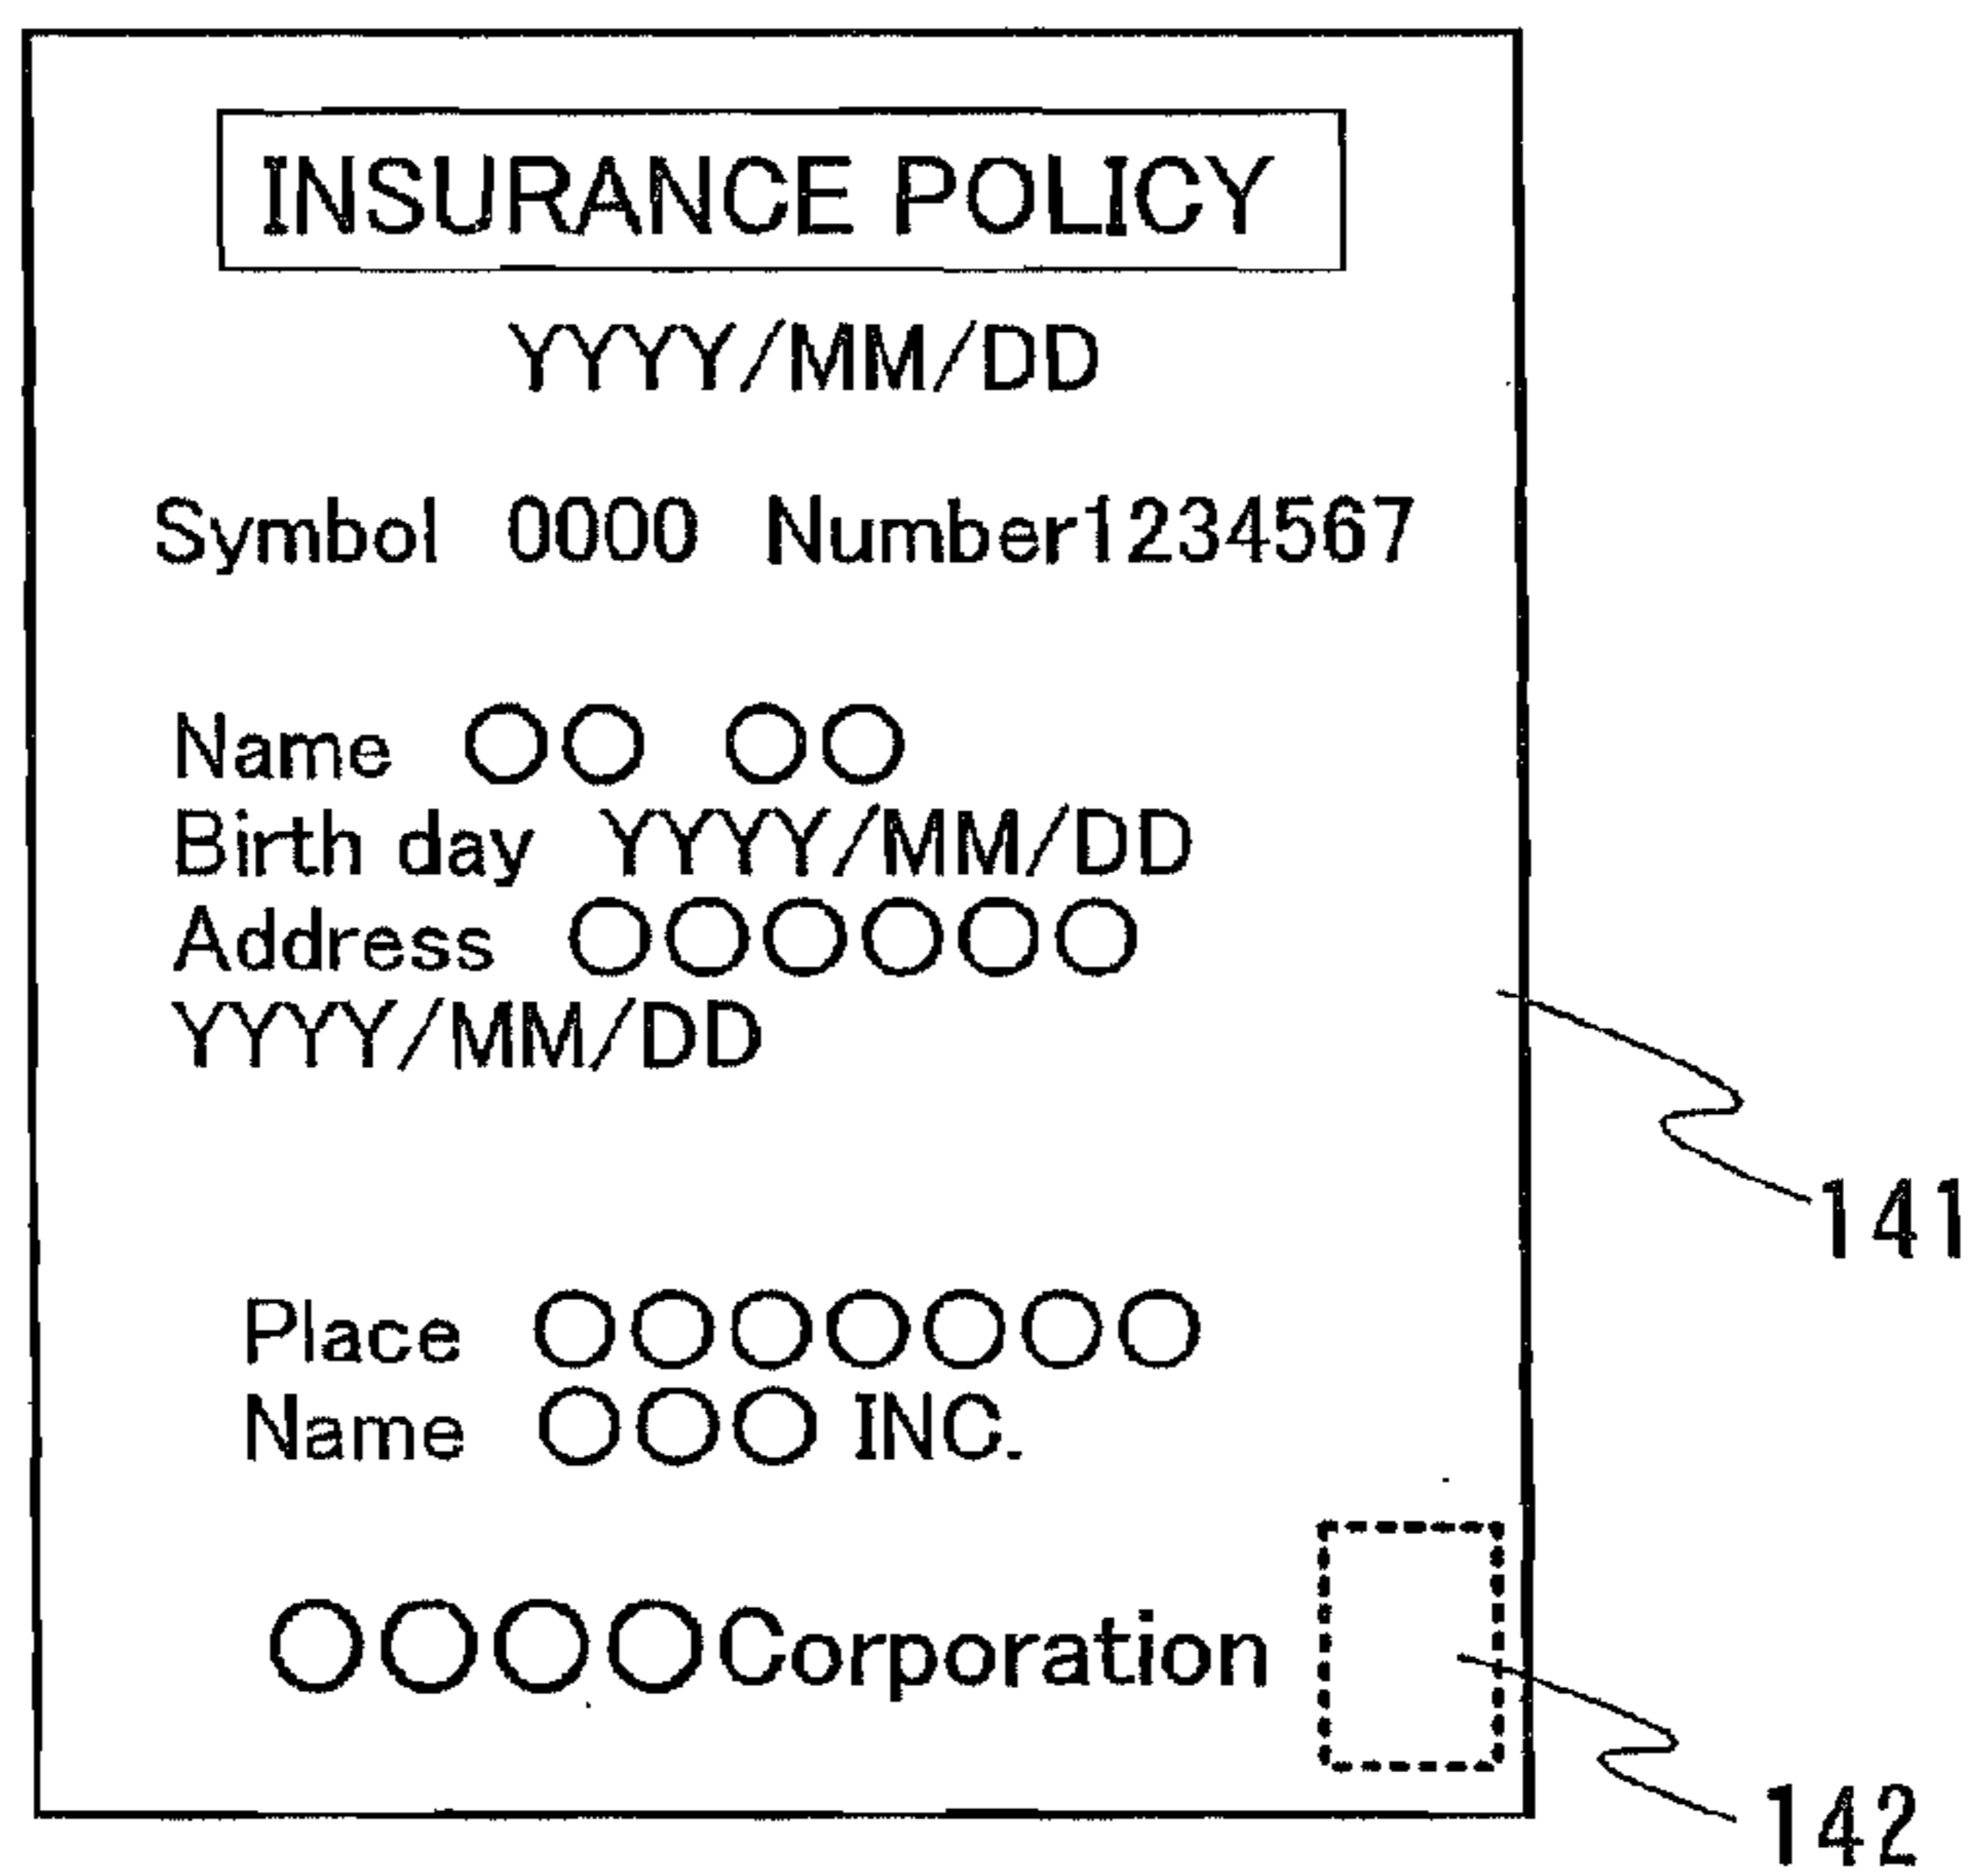 INSURANCE POLICY
YYYY/MM/DD
Symbol 0000 Number1234567
Name ○○ ○○
Birth day YYYY/MM/DD
Address ○○○○○○
YYYY/MM/DD
141
Place ○○○○○○○
Name ○○○ INC.
○○○○Corporation
142